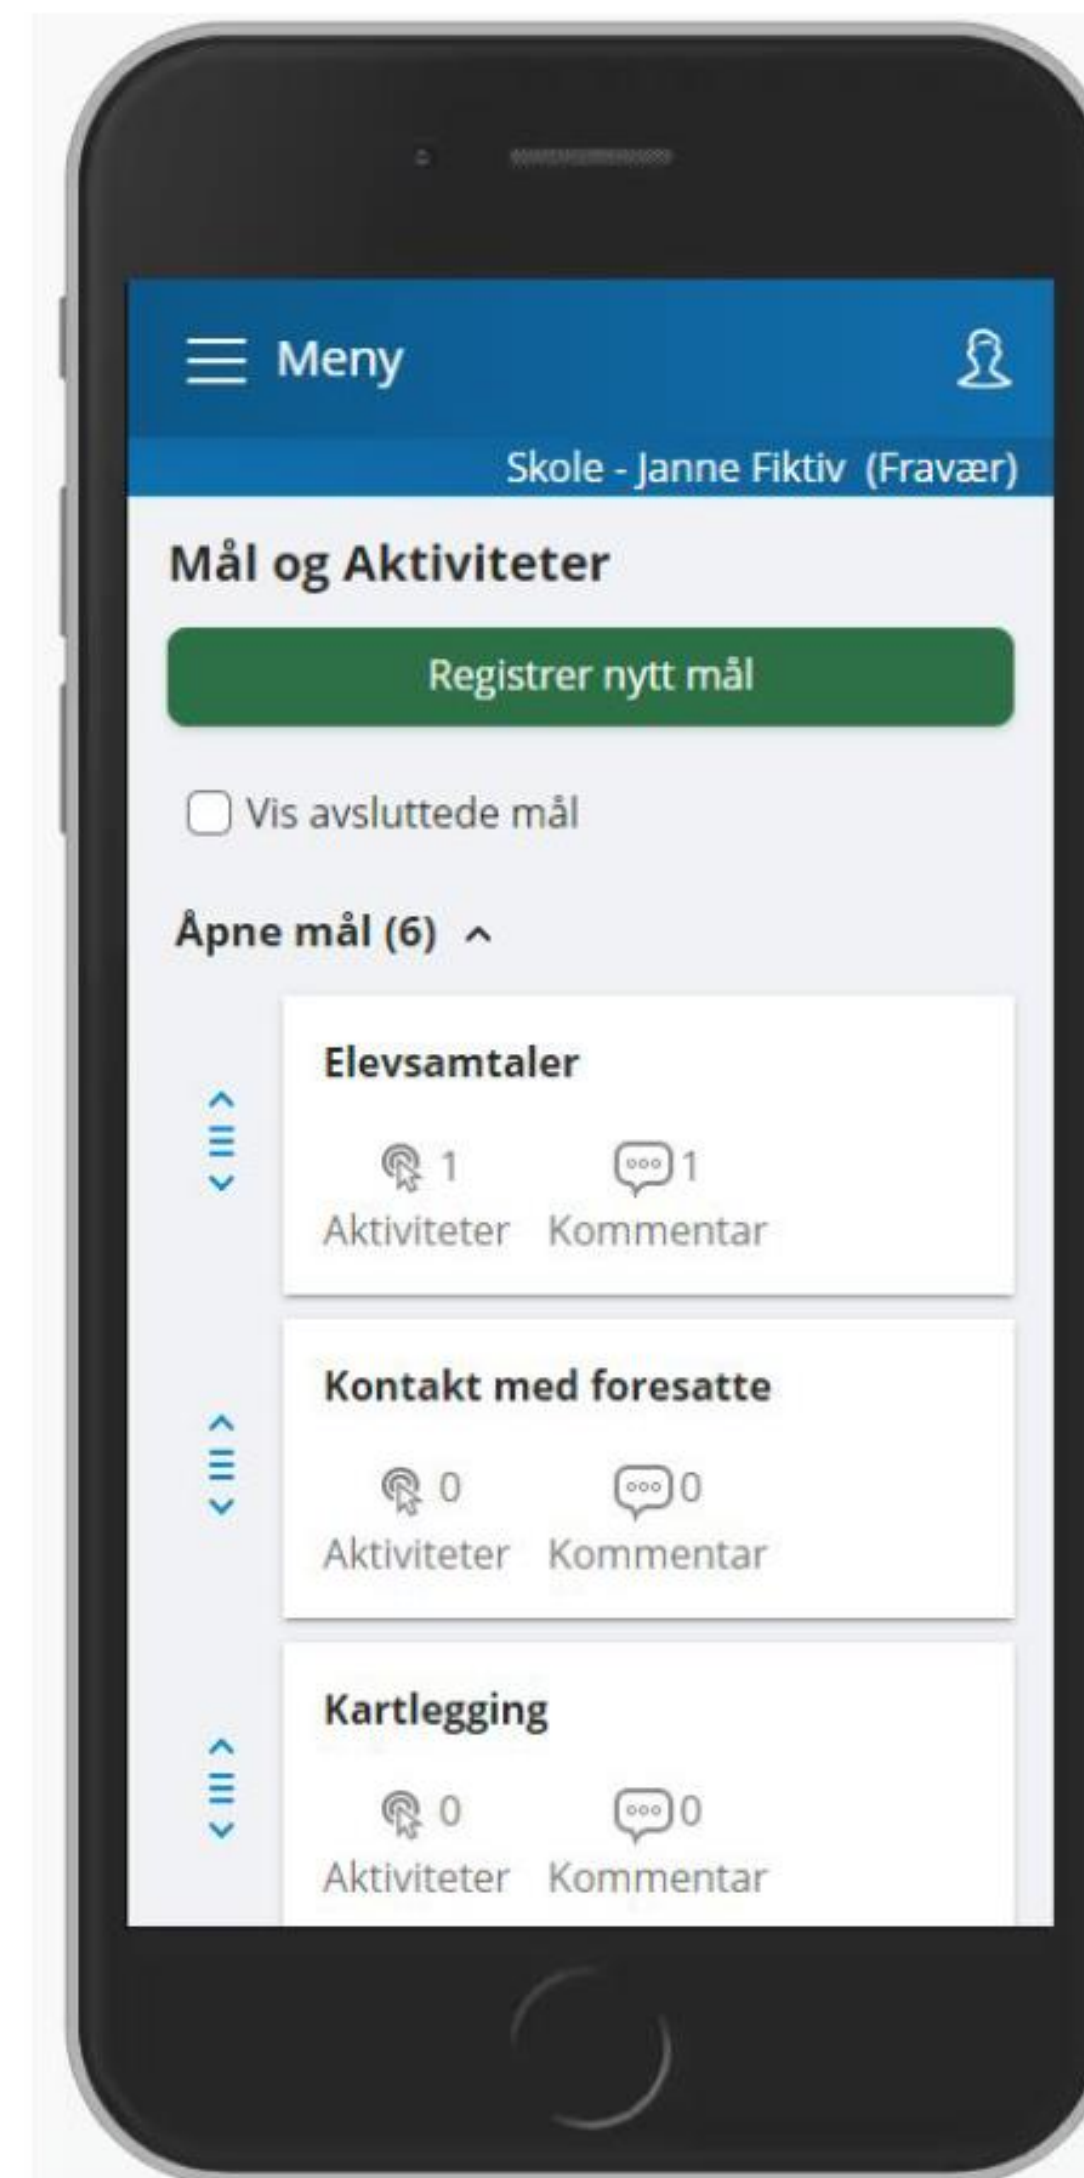 Meny
Skole - Janne Fiktiv (Fravær)
Mål og Aktiviteter
Registrer nytt mål
Vis avsluttede mål
Åpne mål (6)
Elevsamtaler
1 1
Aktiviteter Kommentar
Kontakt med foresatte
0 0
Aktiviteter Kommentar
Kartlegging
0 0
Aktiviteter Kommentar